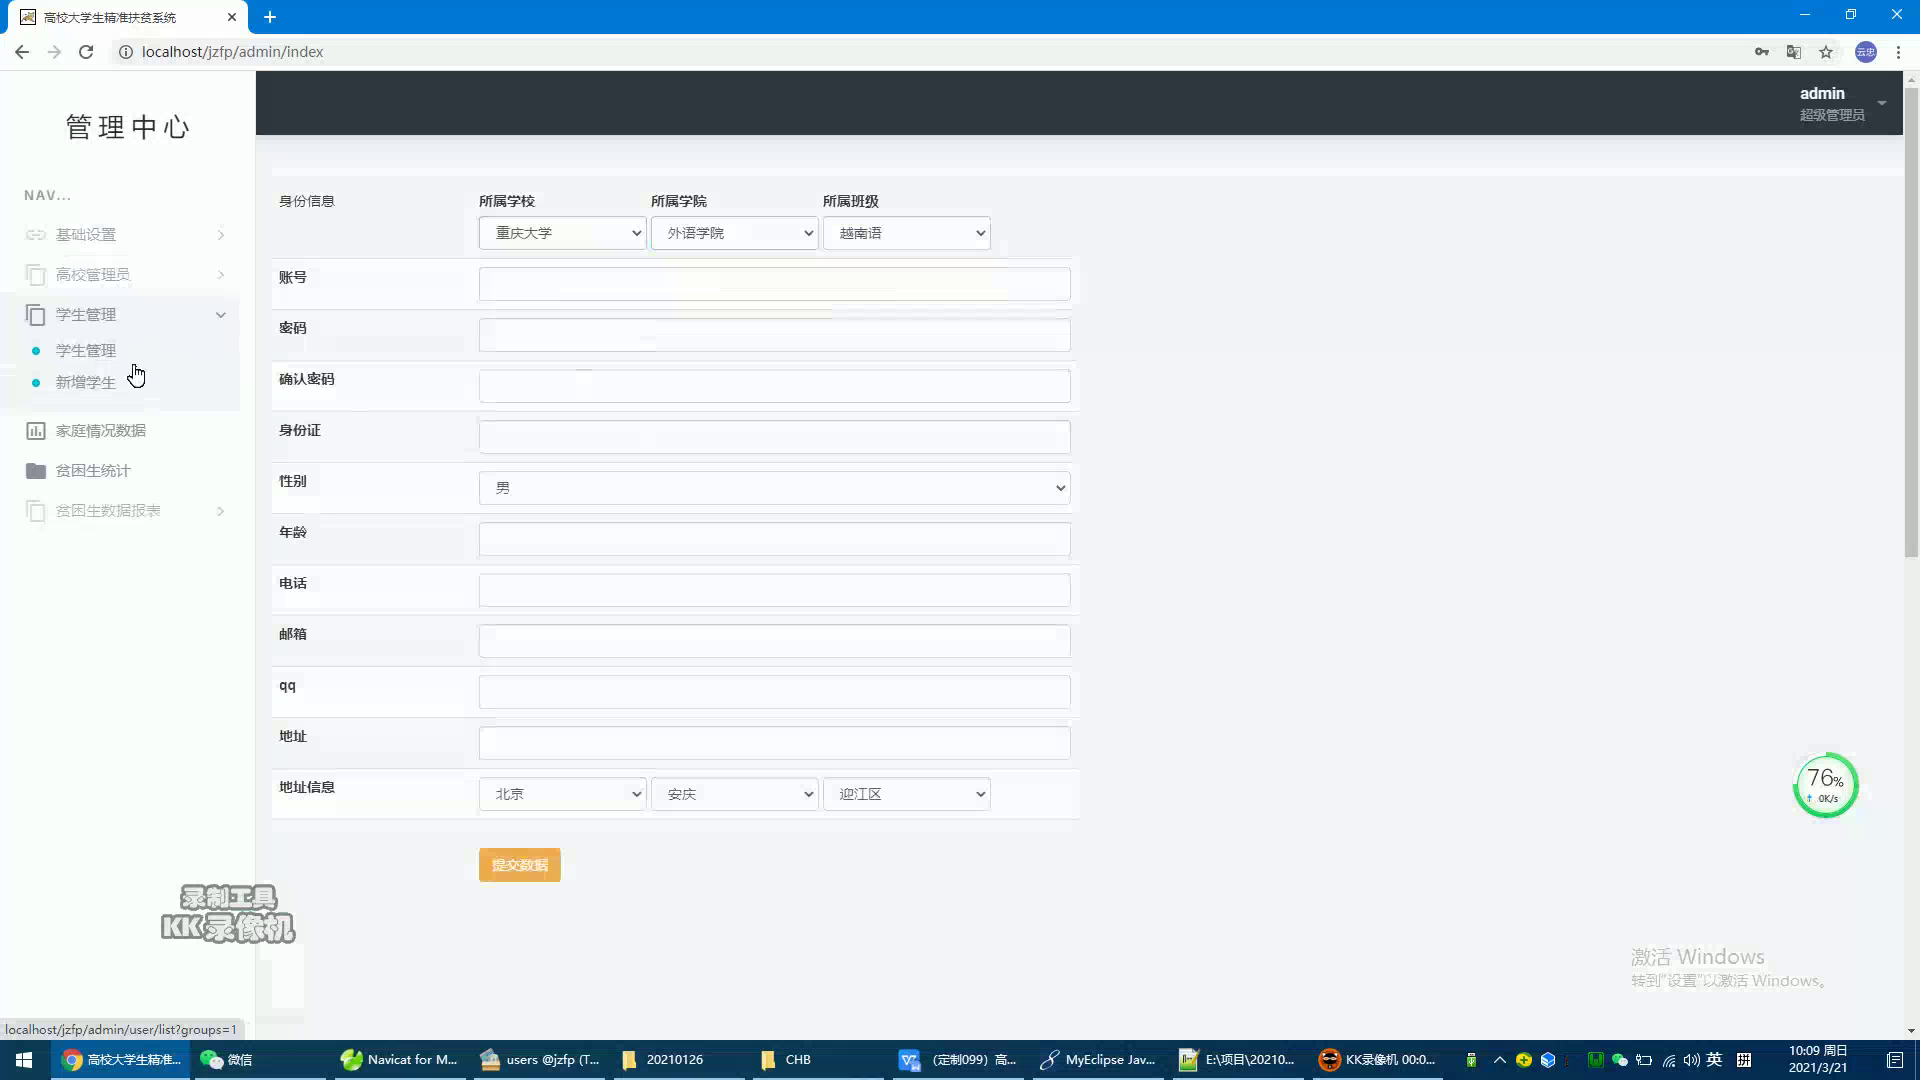 高校大学生精准扶贫系统
localhost/jzfp/admin/index
云忠
管理中心
admin
超级管理员
NAV...
基础设置
高校管理员
学生管理
学生管理
新增学生
家庭情况数据
贫困生统计
贫困生数据报表
身份信息
所属学校 所属学院 所属班级
重庆大学 外语学院 越南语
账号
密码
确认密码
身份证
性别 男
年龄
电话
邮箱
qq
地址
地址信息 北京 安庆 迎江区
提交数据
76%
0K/s
录制工具
KK录像机
激活 Windows
转到"设置"以激活 Windows。
localhost/jzfp/admin/user/list?groups=1
高校大学生精准... 微信 Navicat for M... users @jzfp (T... 20210126 CHB （定制099）高... MyEclipse Jav... E:\项目\20210... KK录像机 00:0... 英 拼
10:09 周日
2021/3/21